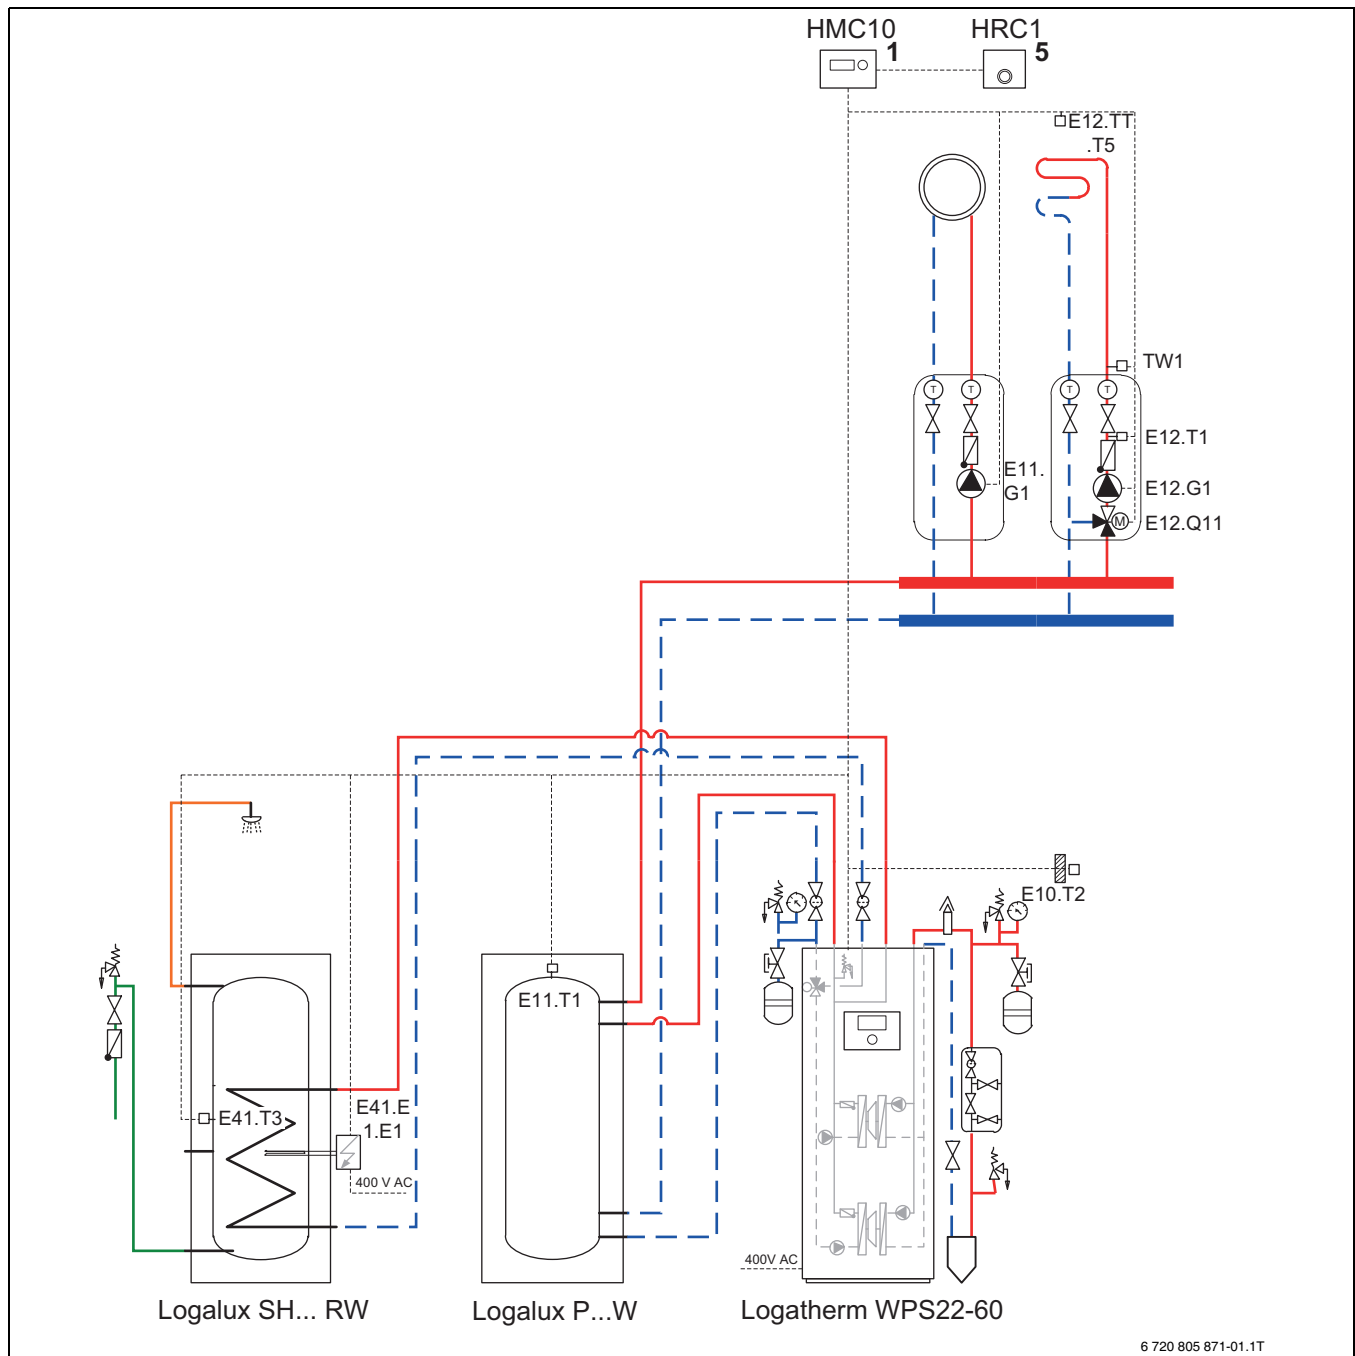 HMC10
1
HRC1
5
E12.TT
.T5
TW1
T
T
T
T
E12.T1
E11.
G1
E12.G1
M
E12.Q11
E10.T2
E11.T1
E41.T3
E41.E
1.E1
400 V AC
400V AC
Logalux SH... RW
Logalux P...W
Logatherm WPS22-60
6 720 805 871-01.1T